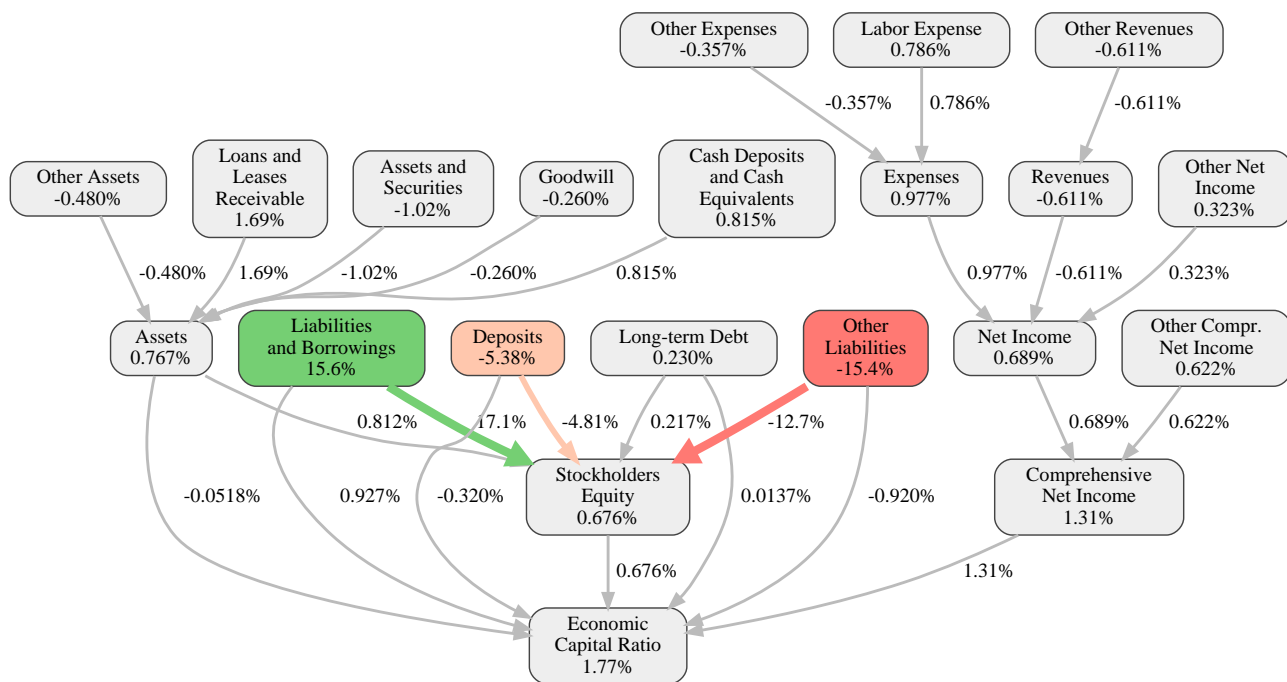 Other Expenses
-0.357%
Labor Expense
0.786%
Other Revenues
-0.611%
-0.357%
0.786%
-0.611%
Other Assets
-0.480%
Loans and
Leases
Receivable
1.69%
Assets and
Securities
-1.02%
Goodwill
-0.260%
Cash Deposits
and Cash
Equivalents
0.815%
Expenses
0.977%
Revenues
-0.611%
Other Net
Income
0.323%
-0.480%
1.69%
-1.02%
-0.260%
0.815%
0.977%
-0.611%
0.323%
Assets
0.767%
Liabilities
and Borrowings
15.6%
Deposits
-5.38%
Long-term Debt
0.230%
Other
Liabilities
-15.4%
Net Income
0.689%
Other Compr.
Net Income
0.622%
0.812%
17.1%
-4.81%
0.217%
-12.7%
0.689%
0.622%
-0.0518%
0.927%
-0.320%
Stockholders
Equity
0.676%
0.0137%
-0.920%
Comprehensive
Net Income
1.31%
0.676%
1.31%
Economic
Capital Ratio
1.77%